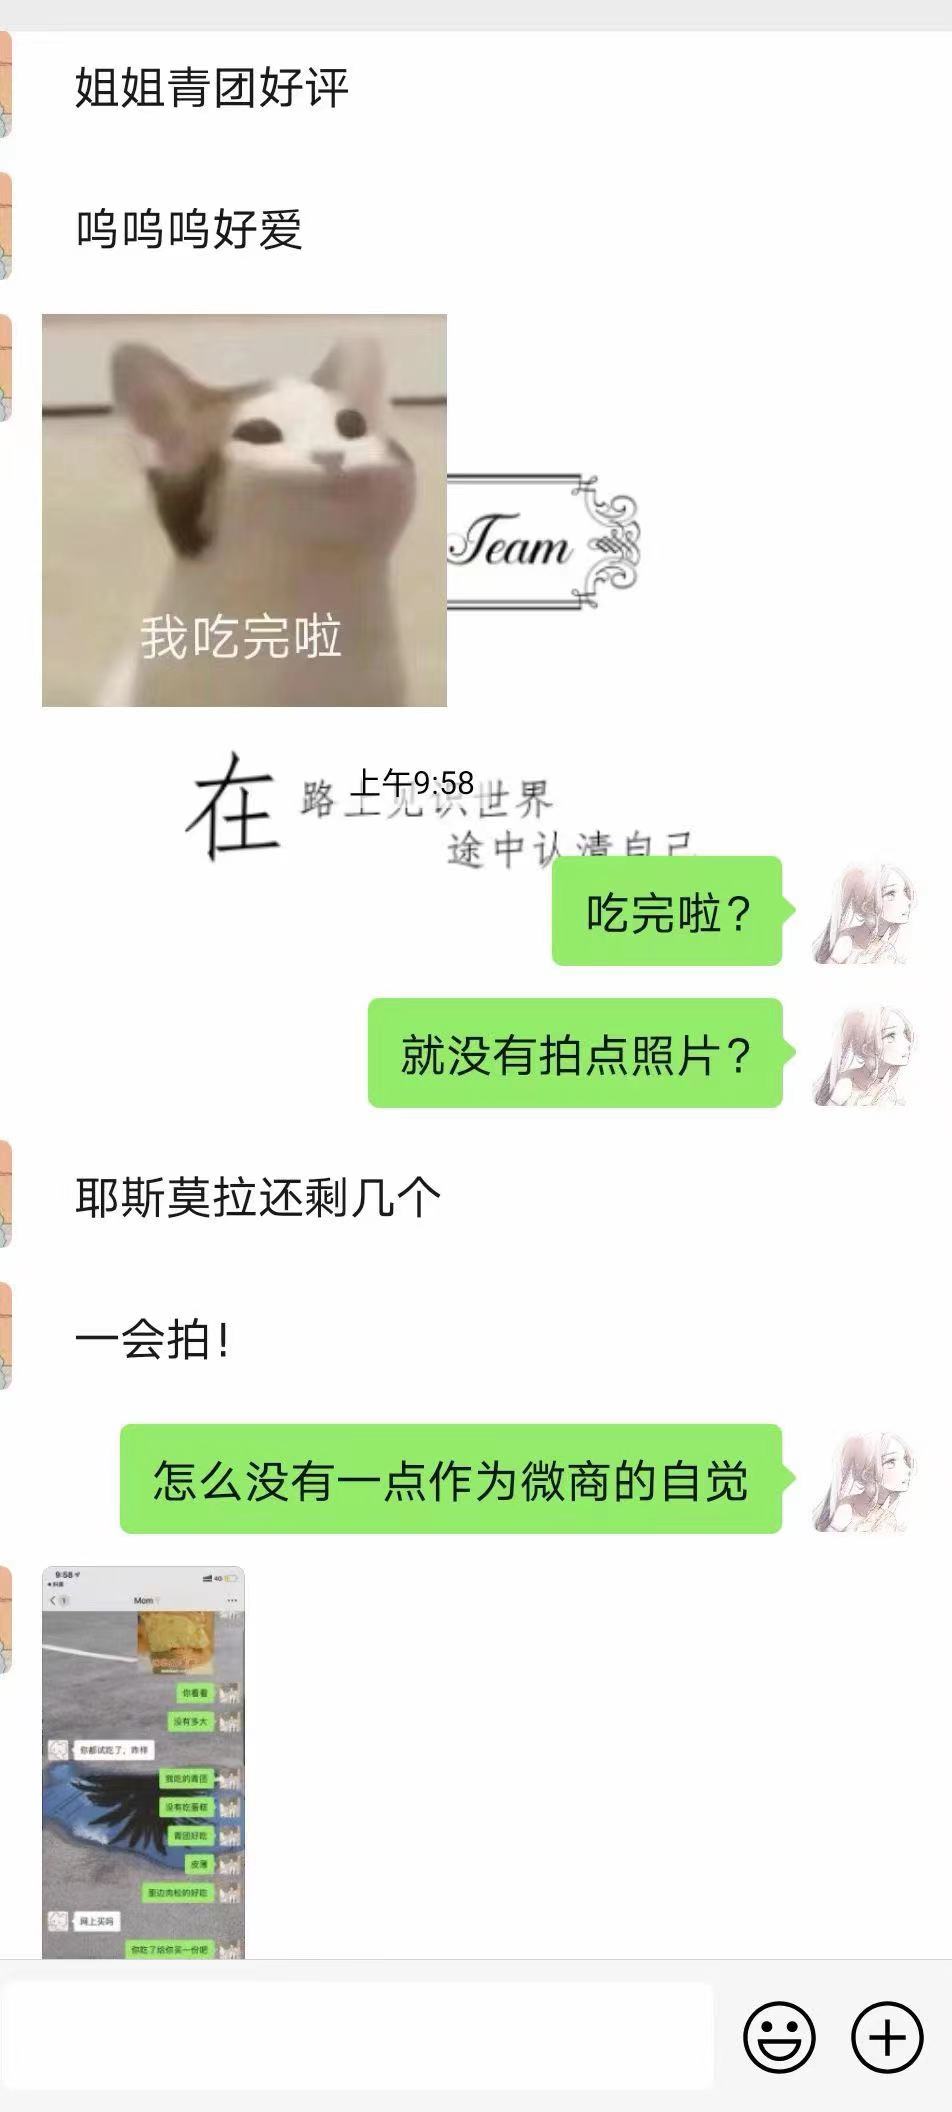 姐姐青团好评
呜呜呜好爱
我吃完啦
Team
上午9:58
在
路上见识世界
途中认清自己
吃完啦?
就没有拍点照片?
耶斯莫拉还剩几个
一会拍!
怎么没有一点作为微商的自觉
9:58
4G
1
Mom
你看看
没有多大
你都试吃了，咋样
我吃的青团
没有吃蛋糕
青团好吃
皮薄
里边肉松的好吃
网上买吗
你吃了给你买一份吧